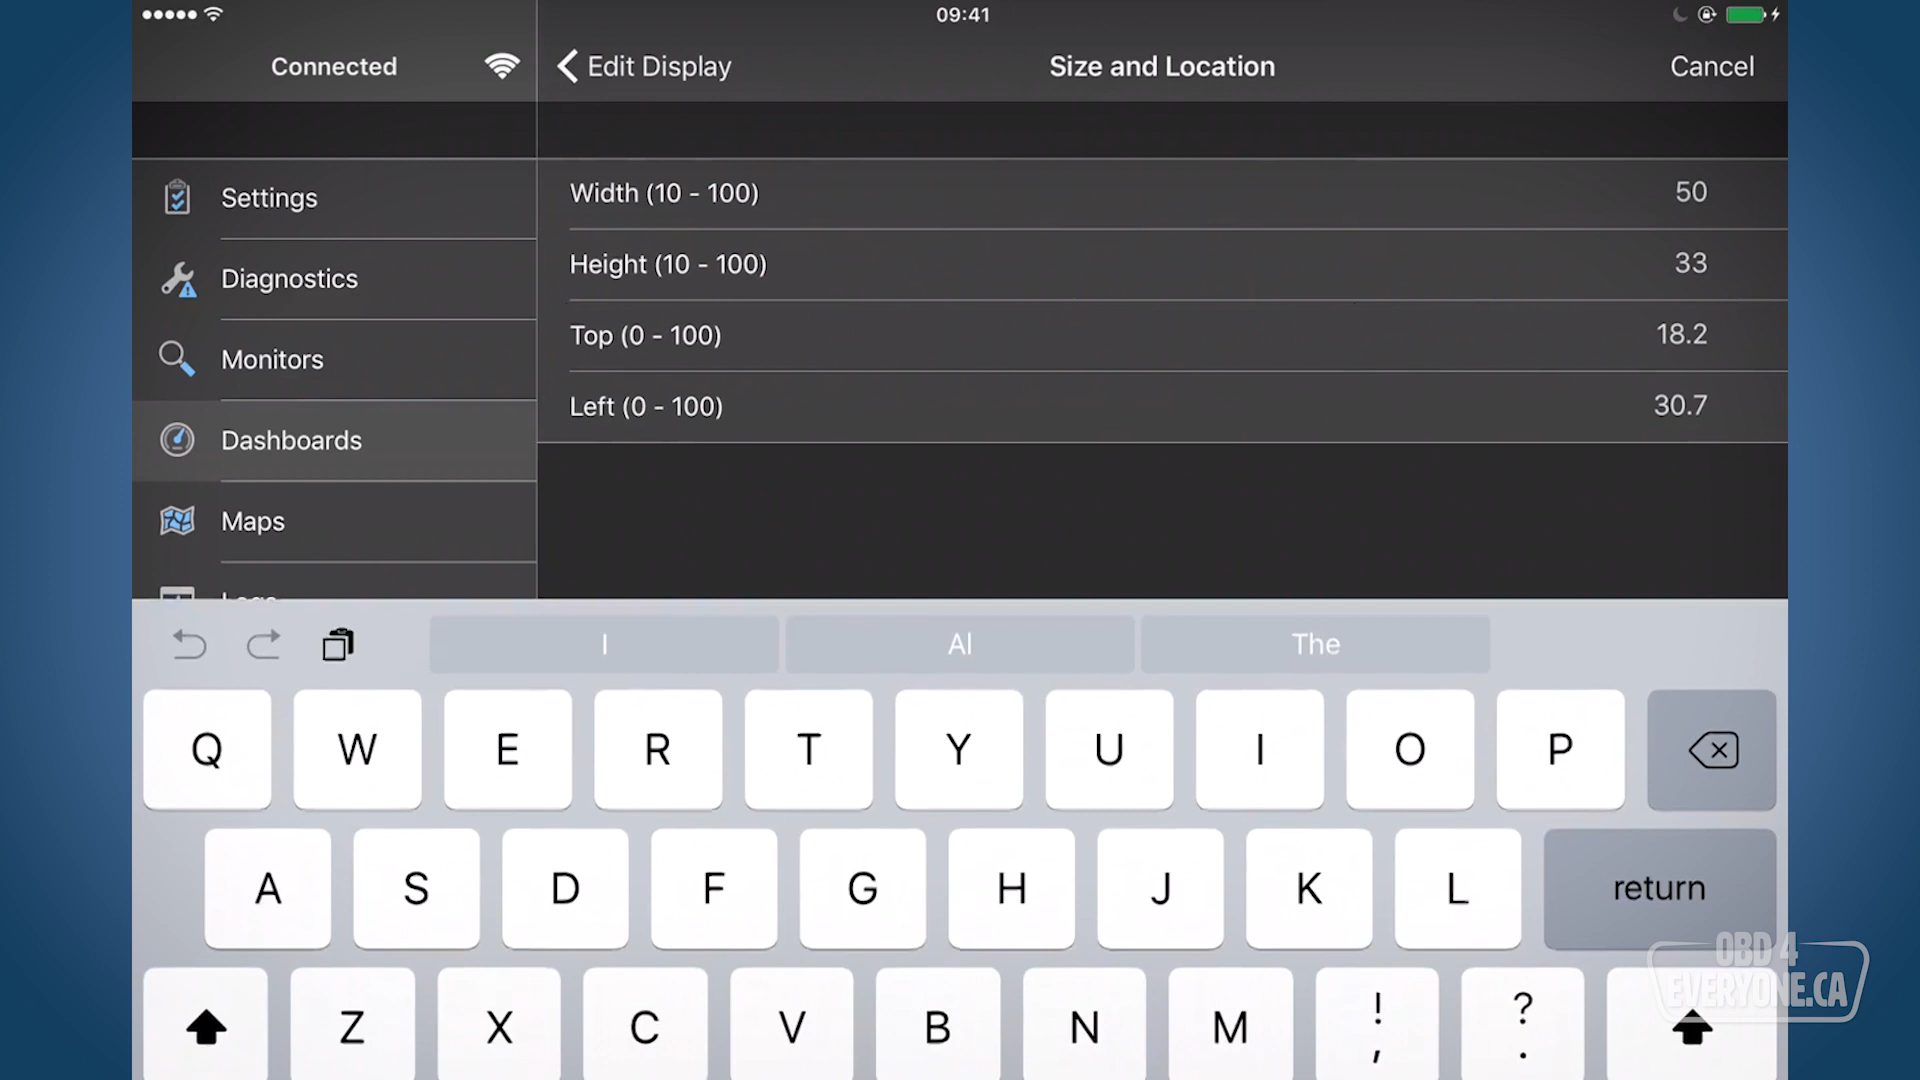 09:41
Connected
Edit Display
Size and Location
Cancel
Settings
Diagnostics
Monitors
Dashboards
Maps
Logs
Width (10 - 100)
50
Height (10 - 100)
33
Top (0 - 100)
18.2
Left (0 - 100)
30.7
I
AI
The
Q W E R T Y U I O P
A S D F G H J K L return
Z X C V B N M ! , ? .
OBD 4
EVERYONE.CA